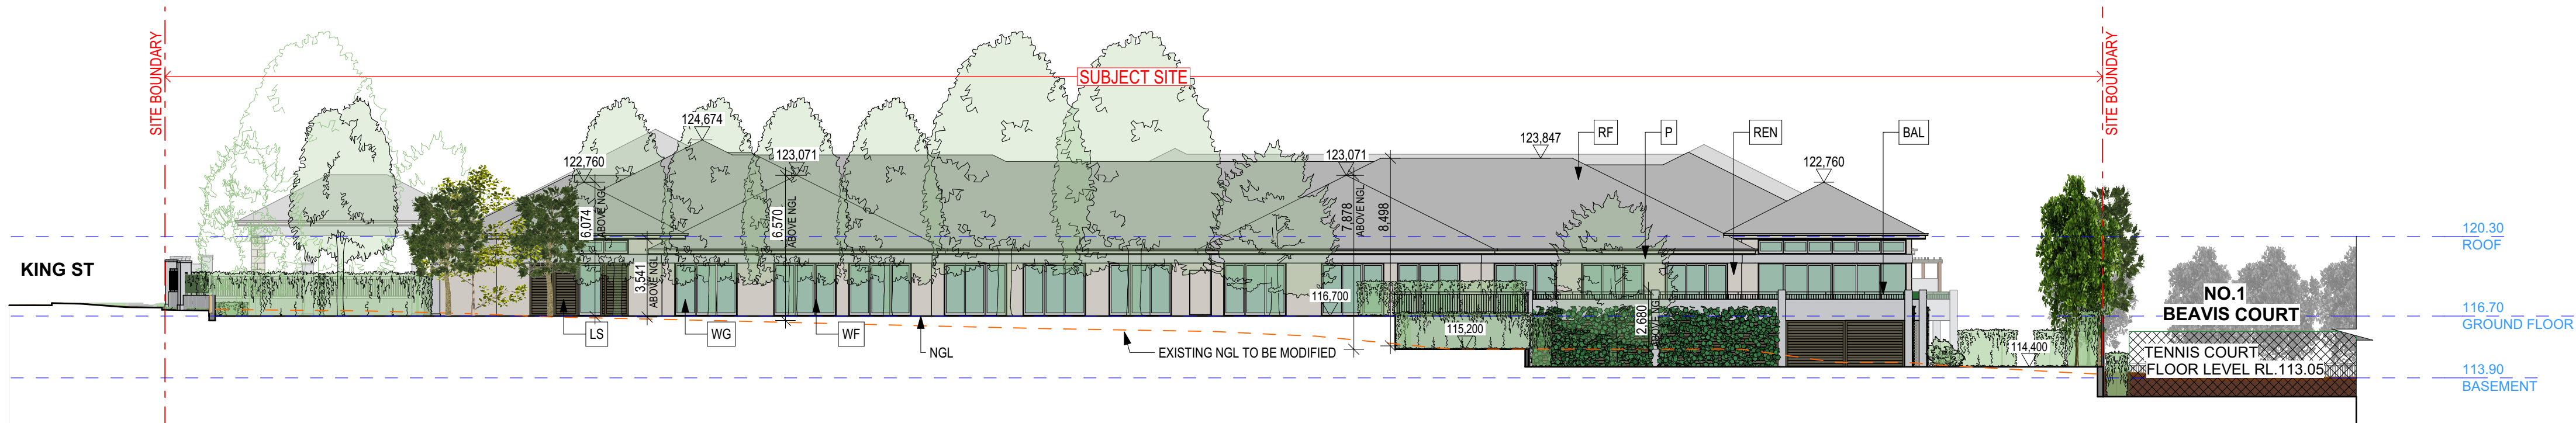 SITE BOUNDARY
SUBJECT SITE
SITE BOUNDARY
124,674
122,760
123,071
123,071
123,847
RF
P
REN
BAL
122,760
6,074
ABOVE NGL
6,570
ABOVE NGL
7,878
ABOVE NGL
8,498
3,541
ABOVE NGL
2,680
ABOVE NGL
120.30
ROOF
KING ST
116,700
NO.1
BEAVIS COURT
116.70
GROUND FLOOR
LS
WG
WF
NGL
EXISTING NGL TO BE MODIFIED
115,200
114,400
TENNIS COURT
FLOOR LEVEL RL.113.05
113.90
BASEMENT